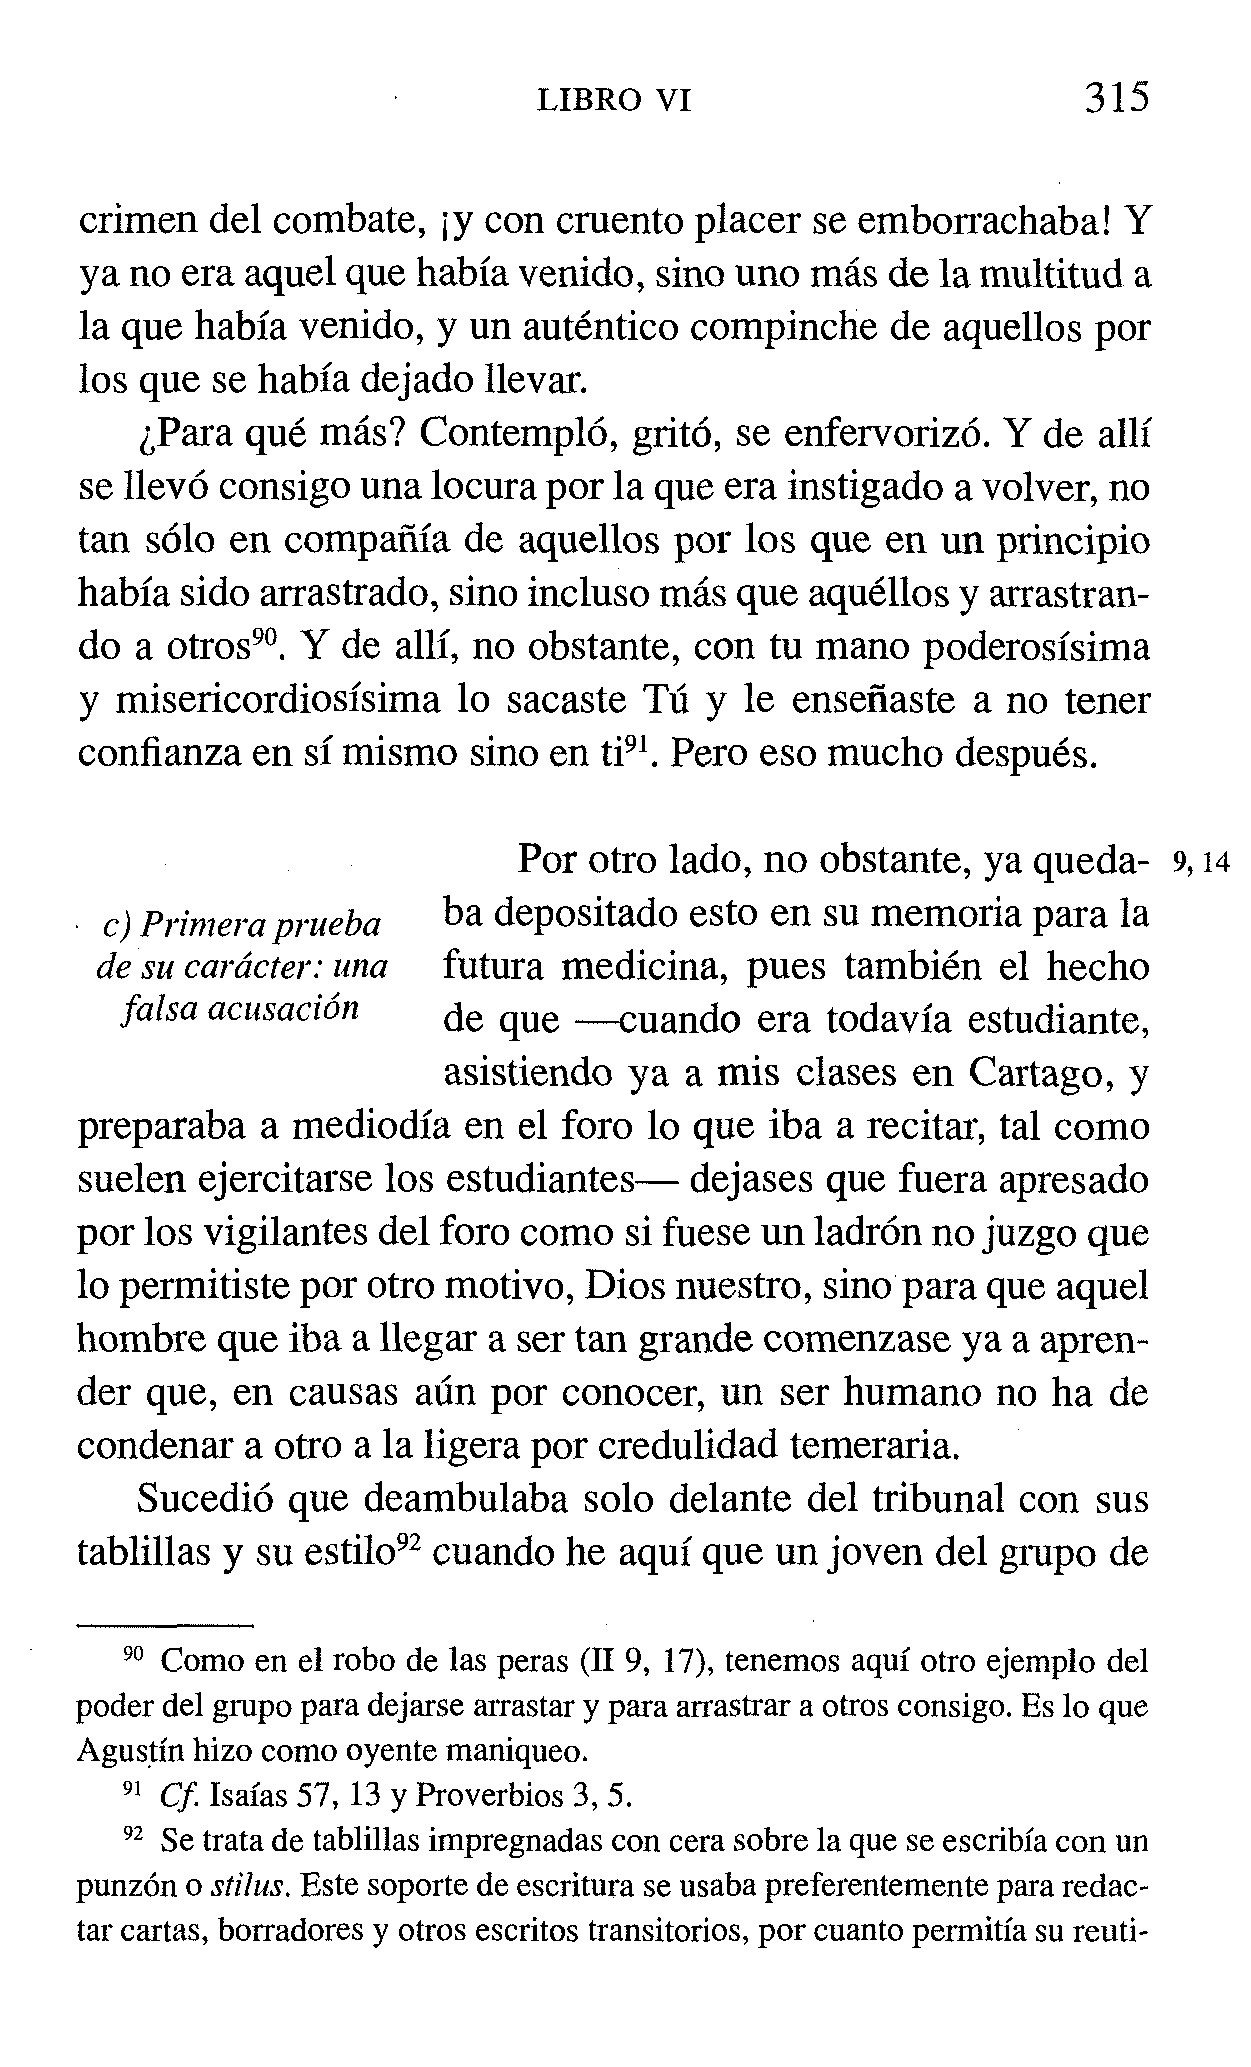 LIBRO VI 315
crimen del combate, ¡y con cruento placer se emborrachaba! Y
ya no era aquel que había venido, sino uno más de la multitud a
la que había venido, y un auténtico compinche de aquellos por
los que se había dejado llevar.
¿Para qué más? Contempló, gritó, se enfervorizó. Y de allí
se llevó consigo una locura por la que era instigado a volver, no
tan sólo en compañía de aquellos por los que en un principio
había sido arrastrado, sino incluso más que aquéllos y arrastran-
do a otros⁹⁰. Y de allí, no obstante, con tu mano poderosísima
y misericordiosísima lo sacaste Tú y le enseñaste a no tener
confianza en sí mismo sino en ti⁹¹. Pero eso mucho después.
c) Primera prueba
de su carácter: una
falsa acusación
Por otro lado, no obstante, ya queda- 9, 14
ba depositado esto en su memoria para la
futura medicina, pues también el hecho
de que —cuando era todavía estudiante,
asistiendo ya a mis clases en Cartago, y
preparaba a mediodía en el foro lo que iba a recitar, tal como
suelen ejercitarse los estudiantes— dejases que fuera apresado
por los vigilantes del foro como si fuese un ladrón no juzgo que
lo permitiste por otro motivo, Dios nuestro, sino para que aquel
hombre que iba a llegar a ser tan grande comenzase ya a apren-
der que, en causas aún por conocer, un ser humano no ha de
condenar a otro a la ligera por credulidad temeraria.
Sucedió que deambulaba solo delante del tribunal con sus
tablillas y su estilo⁹² cuando he aquí que un joven del grupo de
⁹⁰ Como en el robo de las peras (II 9, 17), tenemos aquí otro ejemplo del
poder del grupo para dejarse arrastar y para arrastrar a otros consigo. Es lo que
Agustín hizo como oyente maniqueo.
⁹¹ Cf. Isaías 57, 13 y Proverbios 3, 5.
⁹² Se trata de tablillas impregnadas con cera sobre la que se escribía con un
punzón o stilus. Este soporte de escritura se usaba preferentemente para redac-
tar cartas, borradores y otros escritos transitorios, por cuanto permitía su reuti-